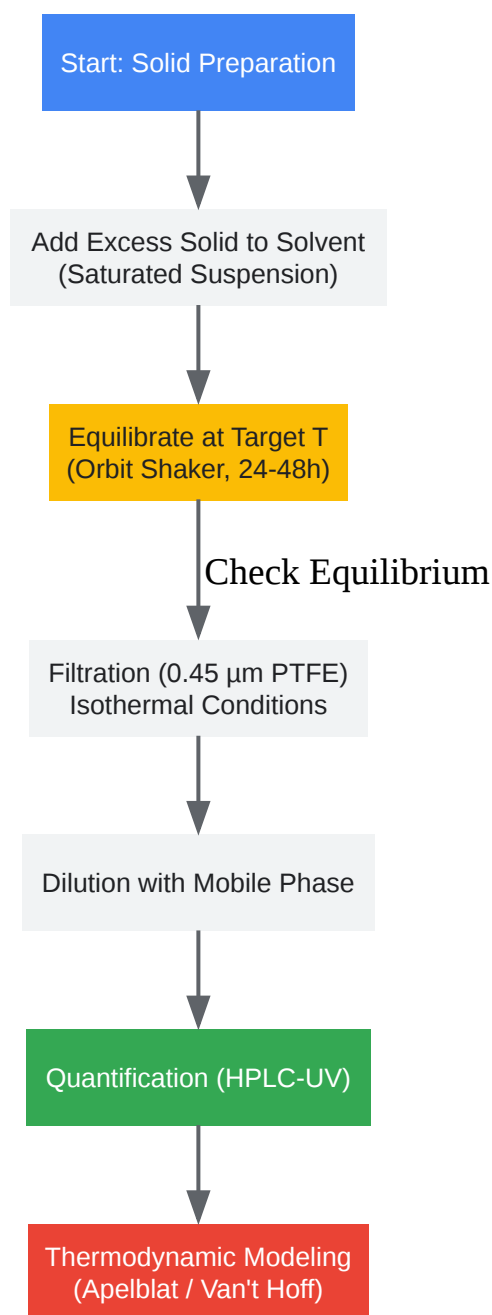 Start: Solid Preparation
Add Excess Solid to Solvent
(Saturated Suspension)
Equilibrate at Target T
(Orbit Shaker, 24-48h)
Check Equilibrium
Filtration (0.45 µm PTFE)
Isothermal Conditions
Dilution with Mobile Phase
Quantification (HPLC-UV)
Thermodynamic Modeling
(Apelblat / Van't Hoff)